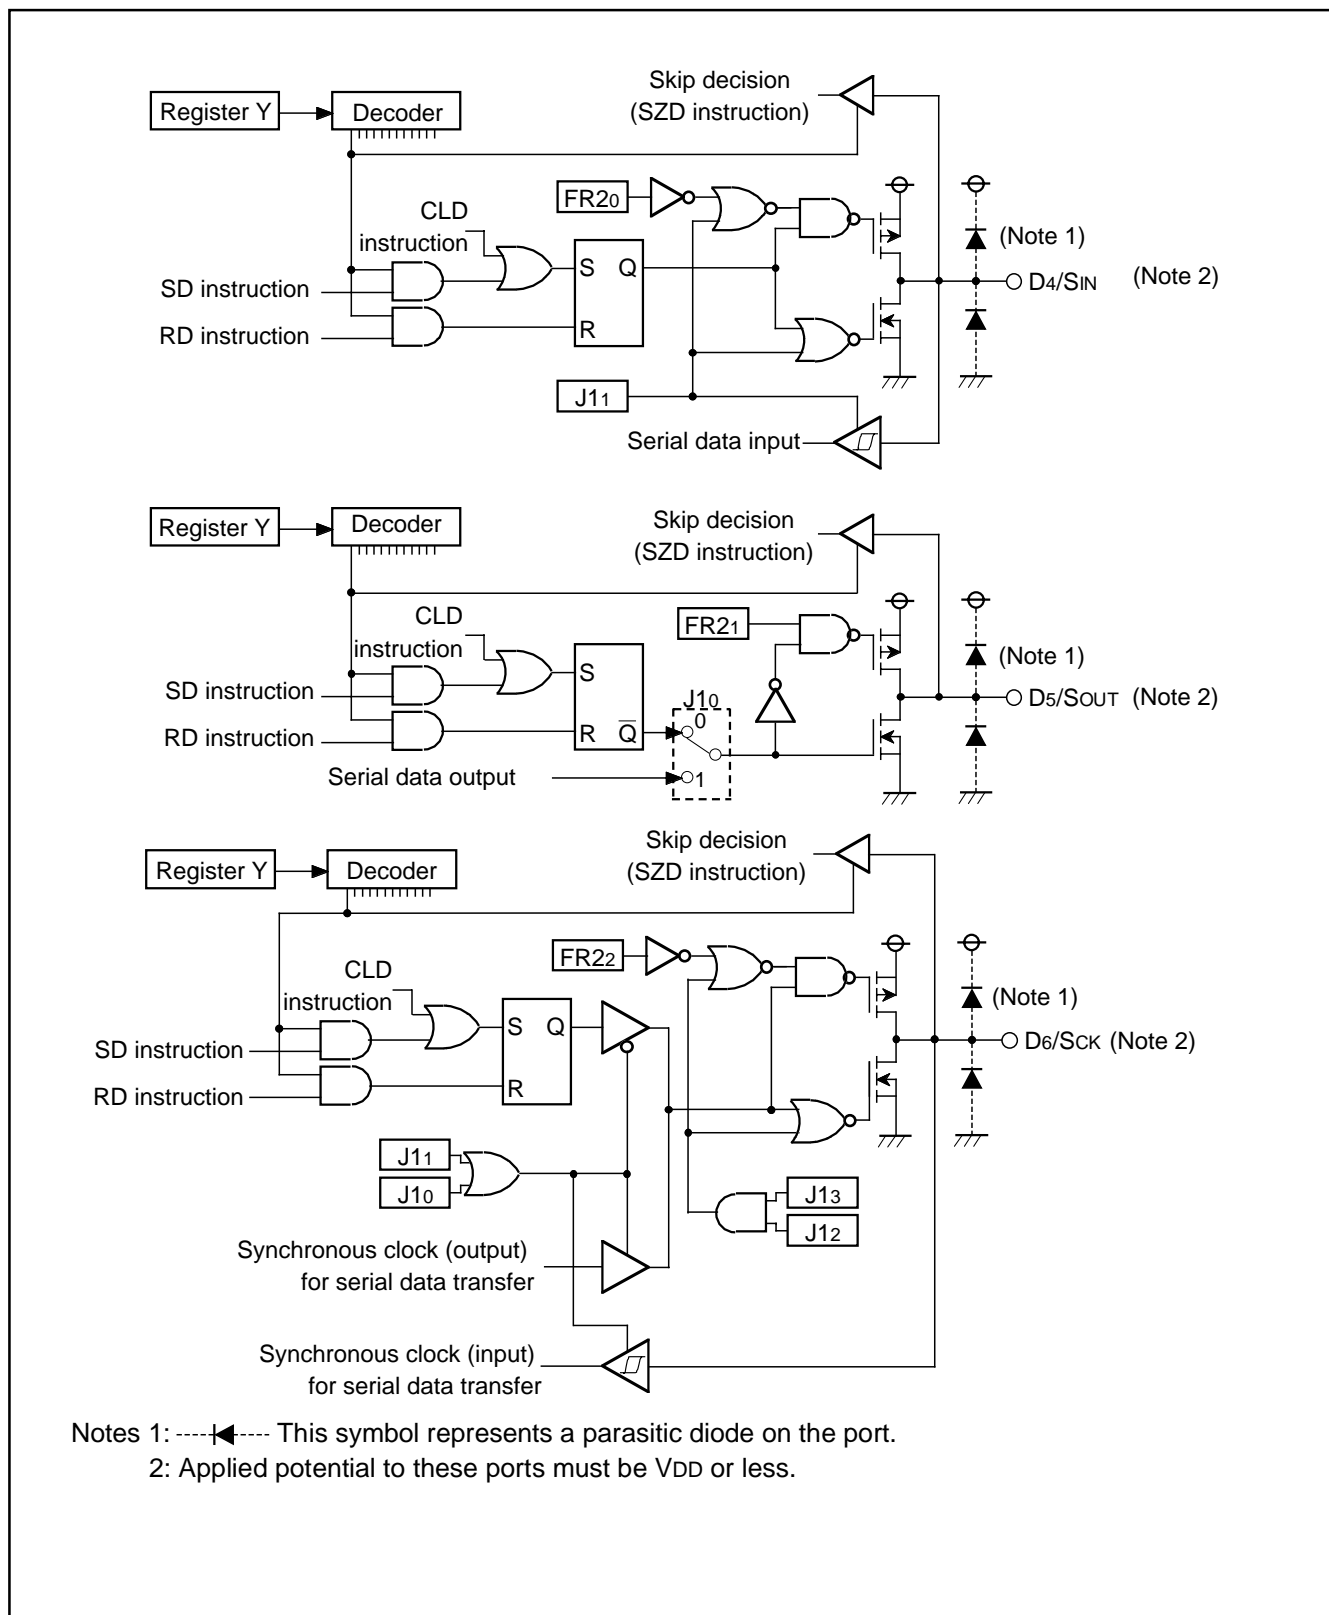 Skip decision
(SZD instruction)
Register Y
Decoder
FR20
CLD
instruction
S Q
R
SD instruction
RD instruction
(Note 1)
D4/SIN (Note 2)
J11
Serial data input
Skip decision
(SZD instruction)
Register Y
Decoder
CLD
instruction
FR21
S
R Q
SD instruction
RD instruction
J10
0
1
(Note 1)
D5/SOUT (Note 2)
Serial data output
Skip decision
(SZD instruction)
Register Y
Decoder
FR22
CLD
instruction
S Q
R
SD instruction
RD instruction
(Note 1)
D6/SCK (Note 2)
J11
J10
J13
J12
Synchronous clock (output)
for serial data transfer
Synchronous clock (input)
for serial data transfer
Notes 1: This symbol represents a parasitic diode on the port.
2: Applied potential to these ports must be VDD or less.